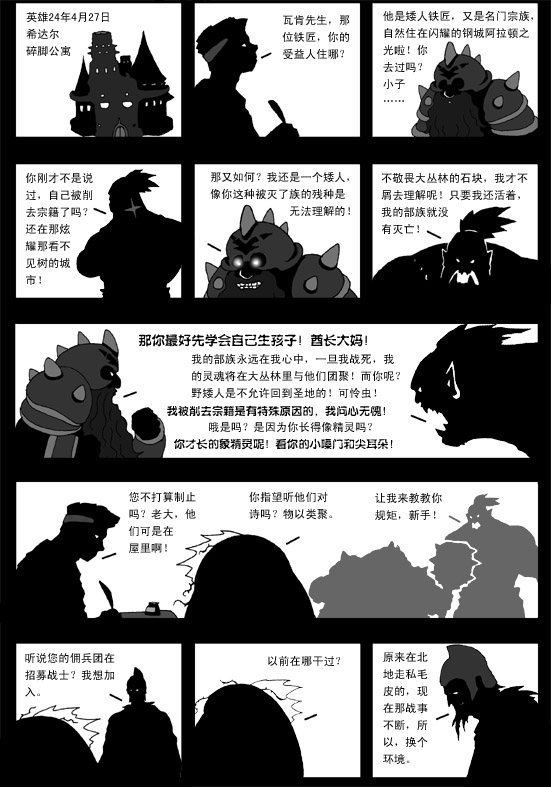 英雄24年4月27日
希达尔
碎脚公寓
瓦肯先生，那
位铁匠，你的
受益人住哪？
他是矮人铁匠，又是名门宗族，
自然住在闪耀的钢城阿拉顿之
光啦！你
去过吗？
小子
……
你刚才不是说
过，自己被削
去宗籍了吗？
还在那炫
耀那看不
见树的城
市！
那又如何？我还是一个矮人，
像你这种被灭了族的残种是
无法理解的！
不敬畏大丛林的石块，我才不
屑去理解呢！只要我还活着，
我的部族就没
有灭亡！
那你最好先学会自己生孩子！酋长大妈！
我的部族永远在我心中，一旦我战死，我
的灵魂将在大丛林里与他们团聚！而你呢？
野矮人是不允许回到圣地的！可怜虫！
我被削去宗籍是有特殊原因的，我问心无愧！
哦是吗？是因为你长得像精灵吗？
你才长的象精灵呢！看你的小嗓门和尖耳朵！
您不打算制止
吗？老大，他
们可是在
屋里啊！
你指望听他们对
诗吗？物以类聚。
让我来教教你
规矩，新手！
听说您的佣兵团在
招募战士？我想加
入。
以前在哪干过？
原来在北
地走私毛
皮的，现
在那战事
不断，所
以，换个
环境。